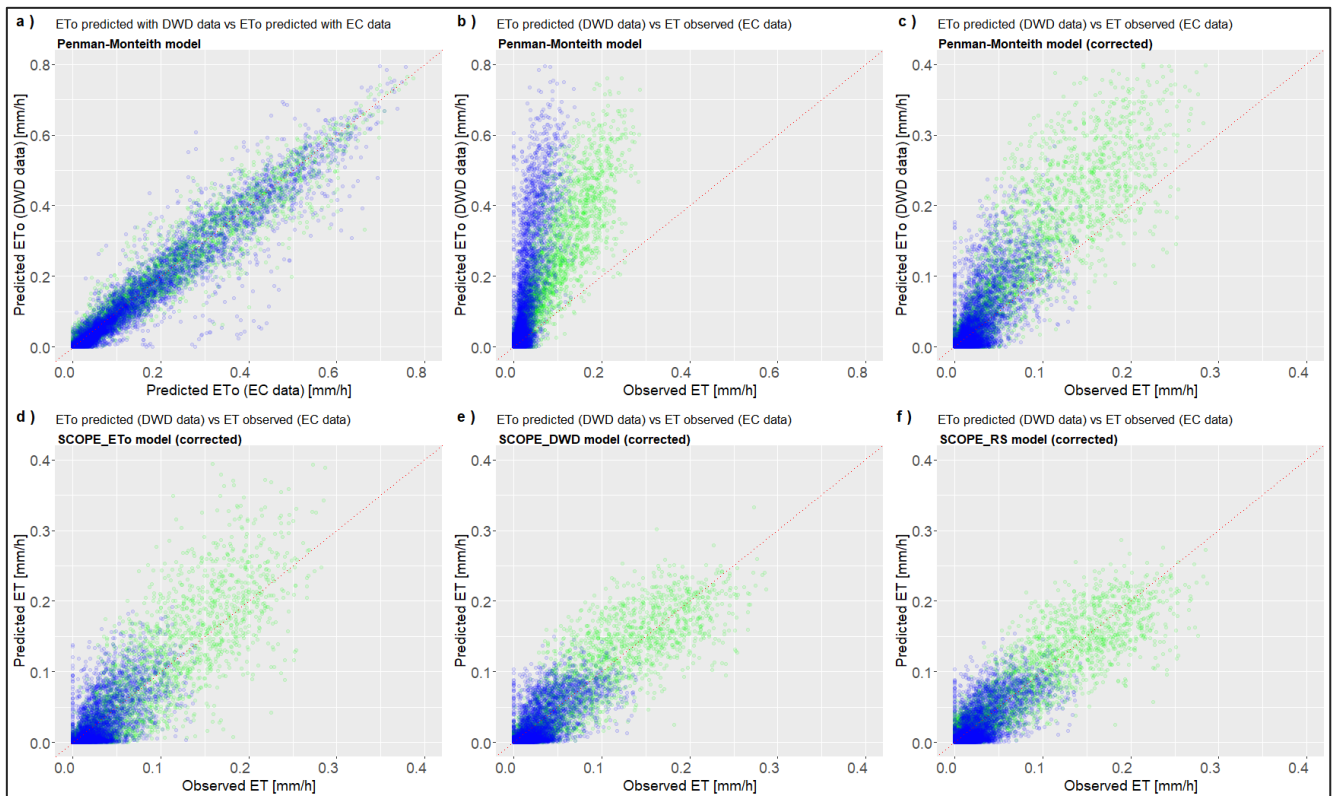 a ) ETo predicted with DWD data vs ETo predicted with EC data
Penman-Monteith model
0.8
0.6
0.4
0.2
0.0
Predicted ETo (DWD data) [mm/h]
0.0 0.2 0.4 0.6 0.8
Predicted ETo (EC data) [mm/h]
b ) ETo predicted (DWD data) vs ET observed (EC data)
Penman-Monteith model
0.8
0.6
0.4
0.2
0.0
Predicted ETo (DWD data) [mm/h]
0.0 0.2 0.4 0.6 0.8
Observed ET [mm/h]
c ) ETo predicted (DWD data) vs ET observed (EC data)
Penman-Monteith model (corrected)
0.4
0.3
0.2
0.1
0.0
Predicted ETo (DWD data) [mm/h]
0.0 0.1 0.2 0.3 0.4
Observed ET [mm/h]
d ) ETo predicted (DWD data) vs ET observed (EC data)
SCOPE_ETo model (corrected)
0.4
0.3
0.2
0.1
0.0
Predicted ET [mm/h]
0.0 0.1 0.2 0.3 0.4
Observed ET [mm/h]
e ) ETo predicted (DWD data) vs ET observed (EC data)
SCOPE_DWD model (corrected)
0.4
0.3
0.2
0.1
0.0
Predicted ET [mm/h]
0.0 0.1 0.2 0.3 0.4
Observed ET [mm/h]
f ) ETo predicted (DWD data) vs ET observed (EC data)
SCOPE_RS model (corrected)
0.4
0.3
0.2
0.1
0.0
Predicted ET [mm/h]
0.0 0.1 0.2 0.3 0.4
Observed ET [mm/h]